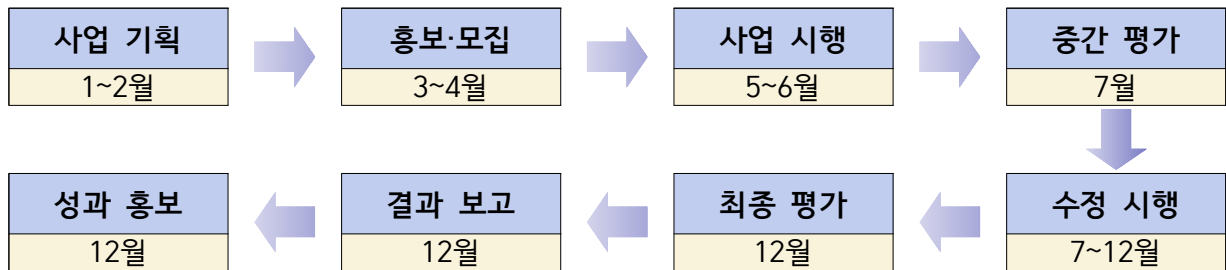 사업 기획
1~2월
홍보·모집
3~4월
사업 시행
5~6월
중간 평가
7월
수정 시행
7~12월
최종 평가
12월
결과 보고
12월
성과 홍보
12월